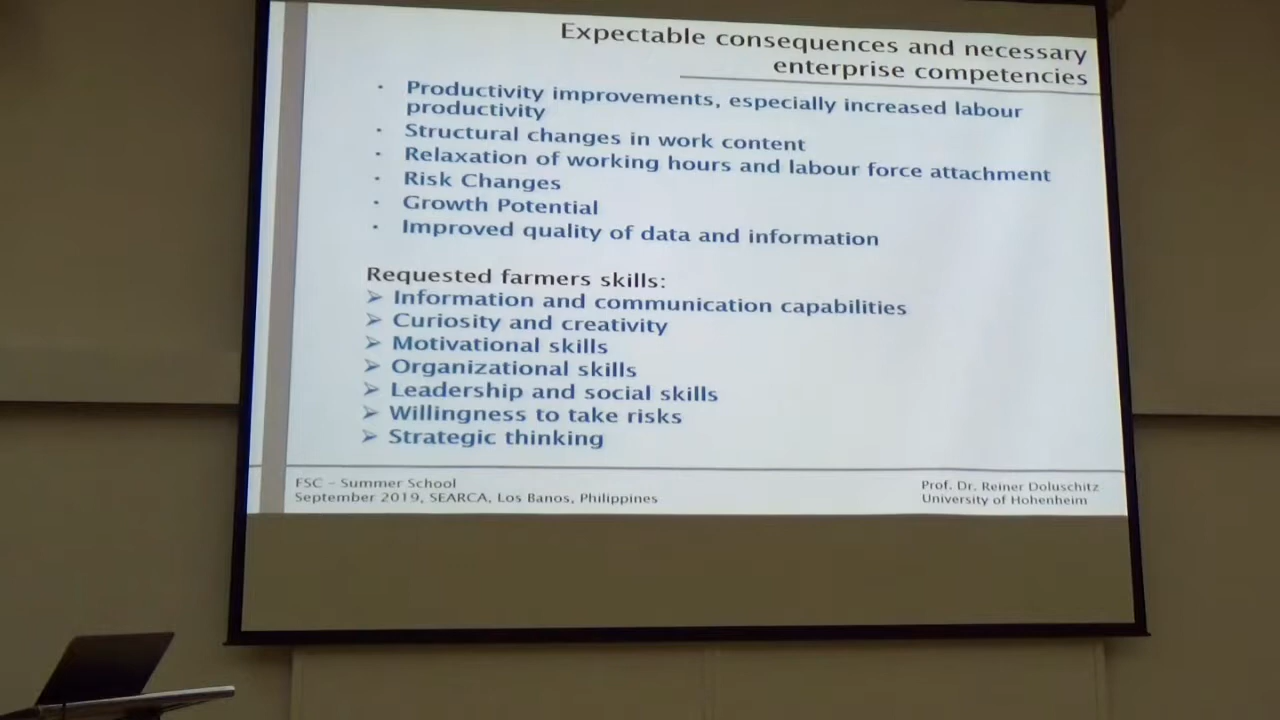 Expectable consequences and necessary
enterprise competencies
· Productivity improvements, especially increased labour
productivity
· Structural changes in work content
· Relaxation of working hours and labour force attachment
· Risk Changes
· Growth Potential
· Improved quality of data and information
Requested farmers skills:
➢ Information and communication capabilities
➢ Curiosity and creativity
➢ Motivational skills
➢ Organizational skills
➢ Leadership and social skills
➢ Willingness to take risks
➢ Strategic thinking
FSC – Summer School
September 2019, SEARCA, Los Banos, Philippines
Prof. Dr. Reiner Doluschitz
University of Hohenheim